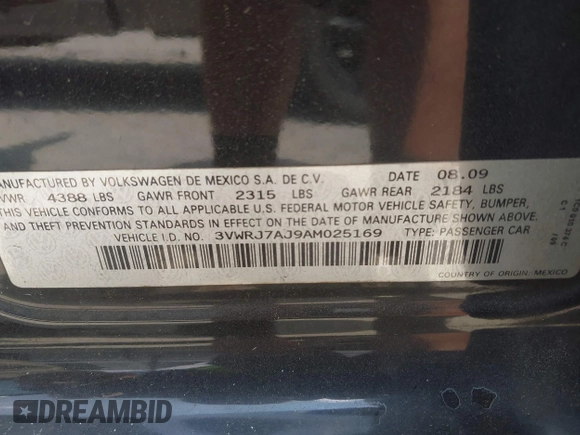 MANUFACTURED BY VOLKSWAGEN DE MEXICO S.A. DE C.V. DATE 08.09
GVWR 4388 LBS GAWR FRONT 2315 LBS GAWR REAR 2184 LBS
THIS VEHICLE CONFORMS TO ALL APPLICABLE U.S. FEDERAL MOTOR VEHICLE SAFETY, BUMPER,
AND THEFT PREVENTION STANDARDS IN EFFECT ON THE DATE OF MANUFACTURE SHOWN ABOVE.
VEHICLE I.D. NO. 3VWRJ7AJ9AM025169 TYPE: PASSENGER CAR
COUNTRY OF ORIGIN. MEXICO
DREAMBID